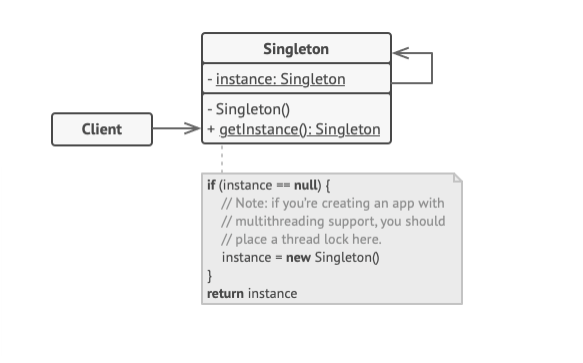 Singleton
- instance: Singleton
- Singleton()
Client
+ getInstance(): Singleton
if (instance == null) {
// Note: if you're creating an app with
// multithreading support, you should
// place a thread lock here.
instance = new Singleton()
}
return instance